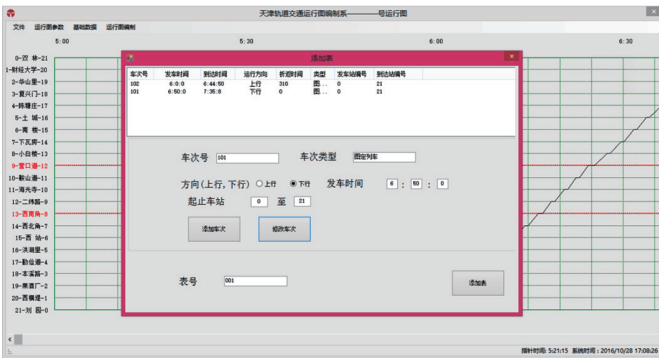 天津轨道交通运行图编制系————号运行图
文件 运行图参数 基础数据 运行图编制
5:00 5:30 6:00 6:30
0-双 林-21
1-财经大学-20
2-华山里-19
3-复兴门-18
4-陈塘庄-17
5-土 城-16
6-南 楼-15
7-下瓦房-14
8-小白楼-13
9-营口道-12
10-鞍山道-11
11-海光寺-10
12-二纬路-9
13-西南角-8
14-西北角-7
15-西 站-6
16-洪湖里-5
17-勤俭道-4
18-本溪路-3
19-果酒厂-2
20-西横堤-1
21-刘 园-0
添加表
车次号 发车时间 到达时间 运行方向 折返时间 类型 发车站编号 到达站编号
102 6:0:0 6:44:50 上行 310 图... 0 21
101 6:50:0 7:35:8 下行 0 图... 0 21
车次号 101 车次类型 图定列车
方向(上行,下行) 上行 下行 发车时间 6 : 50 : 0
起止车站 0 至 21
添加车次 修改车次
表号 001 添加表
指针时间: 5:21:15 系统时间：2016/10/28 17:08:26